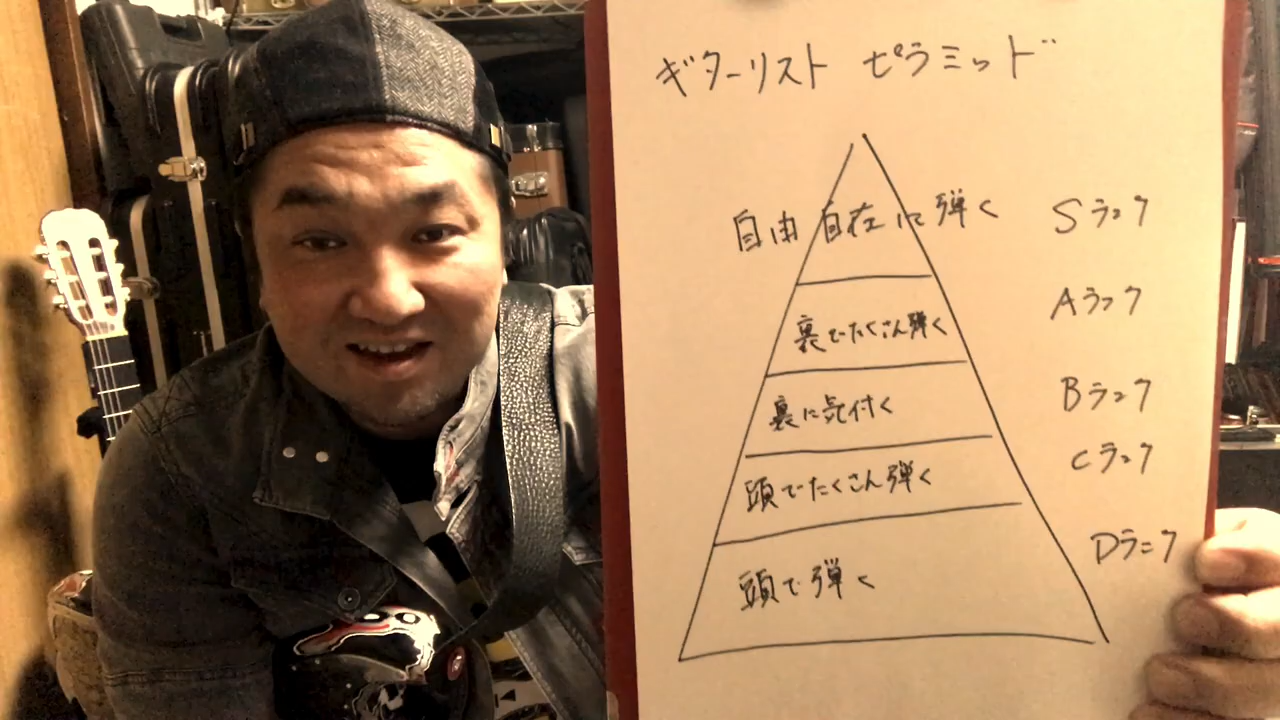 ギターリスト ピラミッド
自由自在に弾く Sランク
裏でたくさん弾く Aランク
裏に気付く Bランク
頭でたくさん弾く Cランク
頭で弾く Dランク